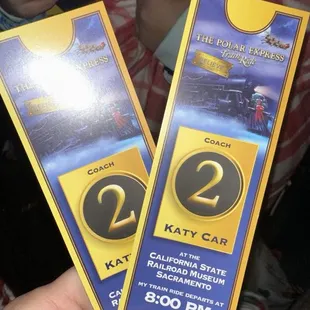 THE POLAR EXPRESS
COACH
2
KATY
CA
THE POLAR EXPRESS
Train Ride
COACH
2
KATY CAR
AT THE
CALIFORNIA STATE
RAILROAD MUSEUM
SACRAMENTO
MY TRAIN RIDE DEPARTS AT
8:00 PM